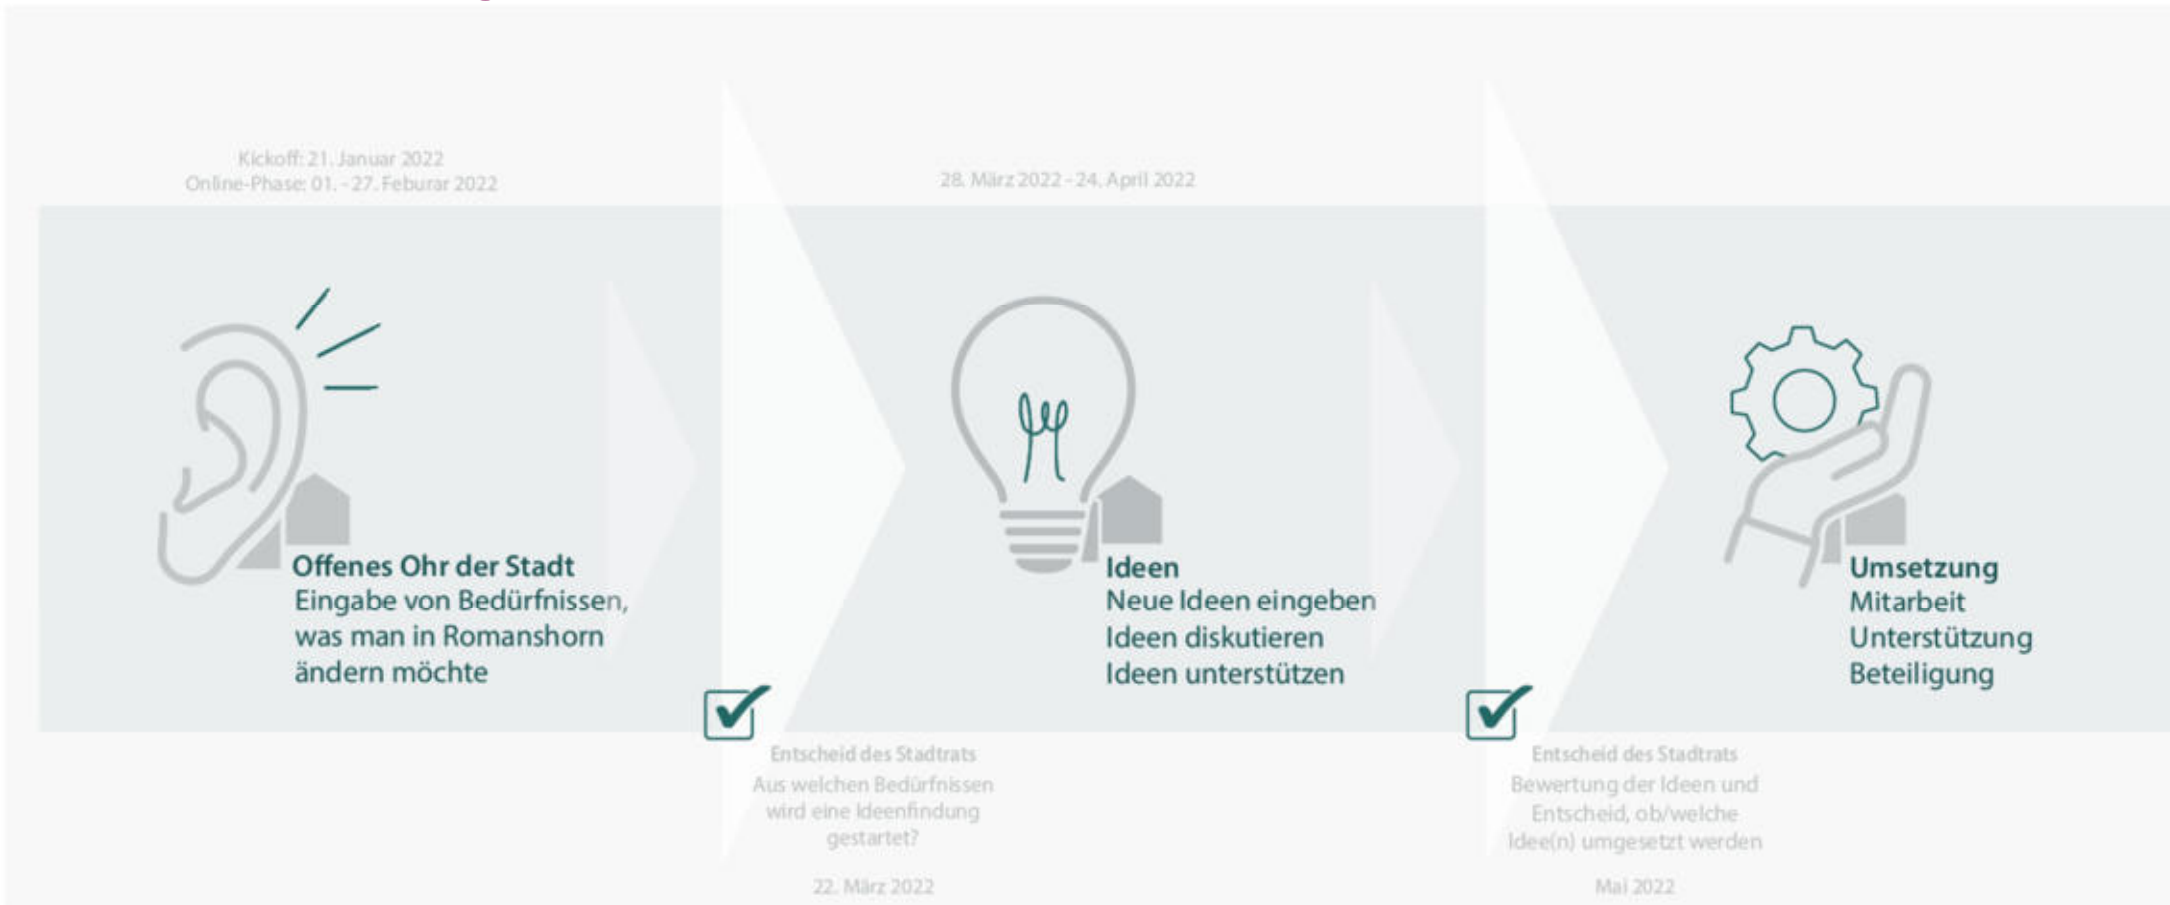 Kickoff: 21. Januar 2022
Online-Phase: 01. - 27. Feburar 2022
28. März 2022 - 24. April 2022
Offenes Ohr der Stadt
Eingabe von Bedürfnissen,
was man in Romanshorn
ändern möchte
Ideen
Neue Ideen eingeben
Ideen diskutieren
Ideen unterstützen
Umsetzung
Mitarbeit
Unterstützung
Beteiligung
Entscheid des Stadtrats
Aus welchen Bedürfnissen
wird eine Ideenfindung
gestartet?
22. März 2022
Entscheid des Stadtrats
Bewertung der Ideen und
Entscheid, ob/welche
Idee(n) umgesetzt werden
Mai 2022